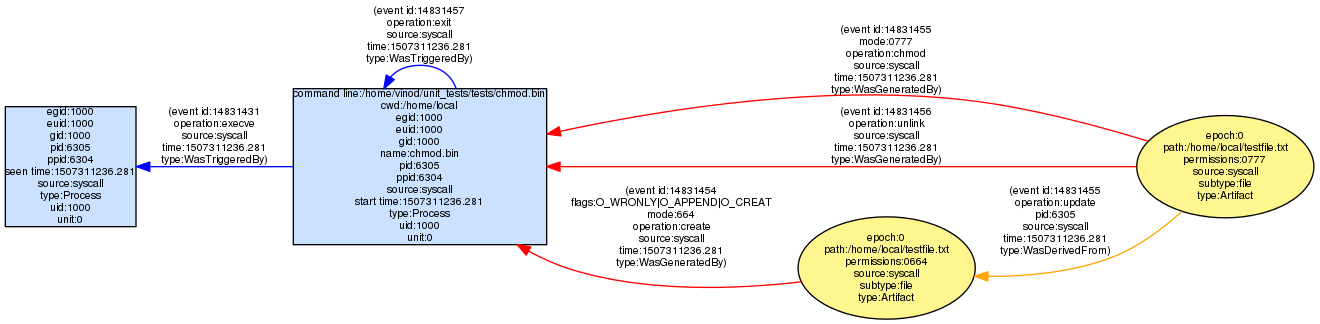 (event id:14831457
operation:exit
source:syscall
time:1507311236.281
type:WasTriggeredBy)
(event id:14831455
mode:0777
operation:chmod
source:syscall
time:1507311236.281
type:WasGeneratedBy)
egid:1000
euid:1000
gid:1000
pid:6305
ppid:6304
seen time:1507311236.281
source:syscall
type:Process
uid:1000
unit:0
(event id:14831431
operation:execve
source:syscall
time:1507311236.281
type:WasTriggeredBy)
command line:/home/vinod/unit_tests/tests/chmod.bin
cwd:/home/local
egid:1000
euid:1000
gid:1000
name:chmod.bin
pid:6305
ppid:6304
source:syscall
start time:1507311236.281
type:Process
uid:1000
unit:0
(event id:14831456
operation:unlink
source:syscall
time:1507311236.281
type:WasGeneratedBy)
epoch:0
path:/home/local/testfile.txt
permissions:0777
source:syscall
subtype:file
type:Artifact
(event id:14831454
flags:O_WRONLY|O_APPEND|O_CREAT
mode:664
operation:create
source:syscall
time:1507311236.281
type:WasGeneratedBy)
(event id:14831455
operation:update
pid:6305
source:syscall
time:1507311236.281
type:WasDerivedFrom)
epoch:0
path:/home/local/testfile.txt
permissions:0664
source:syscall
subtype:file
type:Artifact